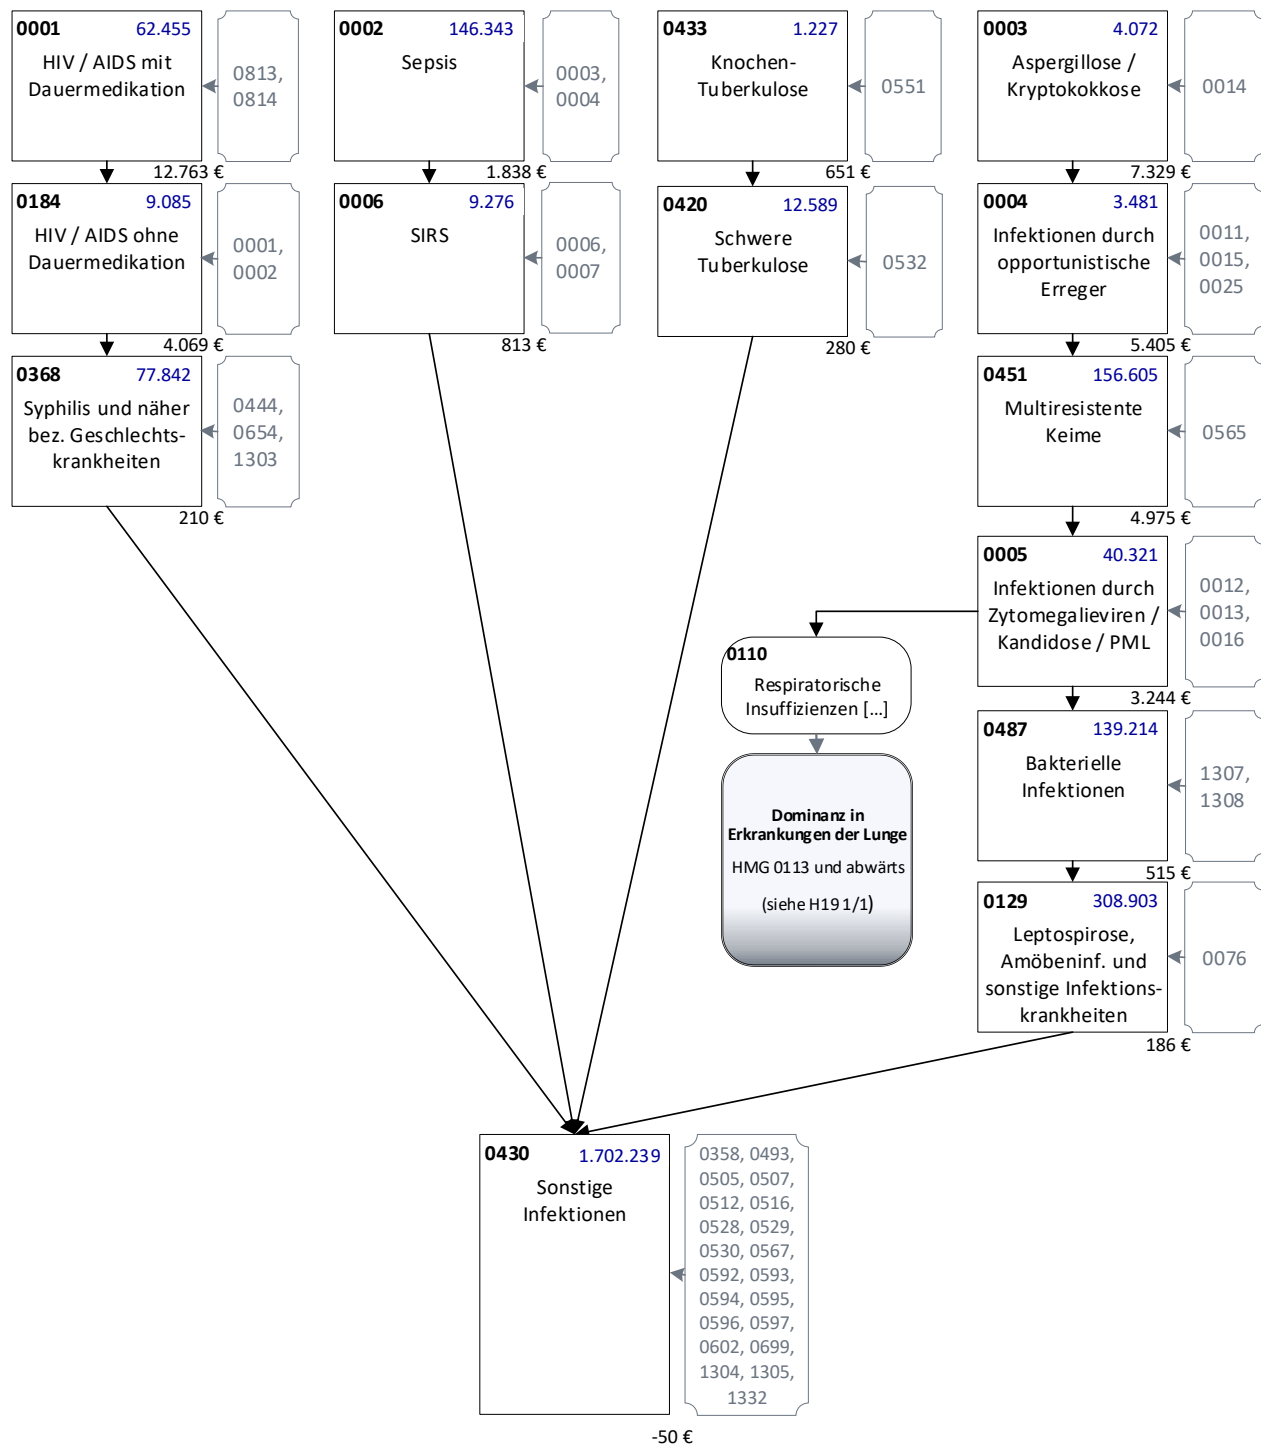 0001 62.455
HIV / AIDS mit
Dauermedikation
0813,
0814
12.763 €
0184 9.085
HIV / AIDS ohne
Dauermedikation
0001,
0002
4.069 €
0368 77.842
Syphilis und näher
bez. Geschlechts-
krankheiten
0444,
0654,
1303
210 €
0002 146.343
Sepsis
0003,
0004
1.838 €
0006 9.276
SIRS
0006,
0007
813 €
0433 1.227
Knochen-
Tuberkulose
0551
651 €
0420 12.589
Schwere
Tuberkulose
0532
280 €
0003 4.072
Aspergillose /
Kryptokokkose
0014
7.329 €
0004 3.481
Infektionen durch
opportunistische
Erreger
0011,
0015,
0025
5.405 €
0451 156.605
Multiresistente
Keime
0565
4.975 €
0005 40.321
Infektionen durch
Zytomegalieviren /
Kandidose / PML
0012,
0013,
0016
3.244 €
0110
Respiratorische
Insuffizienzen [...]
Dominanz in
Erkrankungen der Lunge
HMG 0113 und abwärts
(siehe H19 1/1)
0487 139.214
Bakterielle
Infektionen
1307,
1308
515 €
0129 308.903
Leptospirose,
Amöbeninf. und
sonstige Infektions-
krankheiten
0076
186 €
0430 1.702.239
Sonstige
Infektionen
0358, 0493,
0505, 0507,
0512, 0516,
0528, 0529,
0530, 0567,
0592, 0593,
0594, 0595,
0596, 0597,
0602, 0699,
1304, 1305,
1332
-50 €